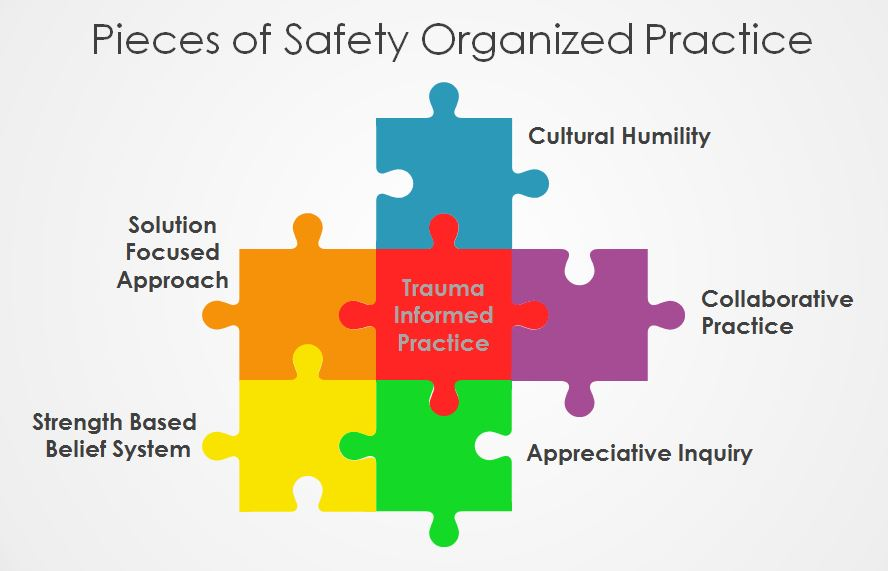 Pieces of Safety Organized Practice
Cultural Humility
Solution
Focused
Approach
Trauma
Informed
Practice
Collaborative
Practice
Strength Based
Belief System
Appreciative Inquiry